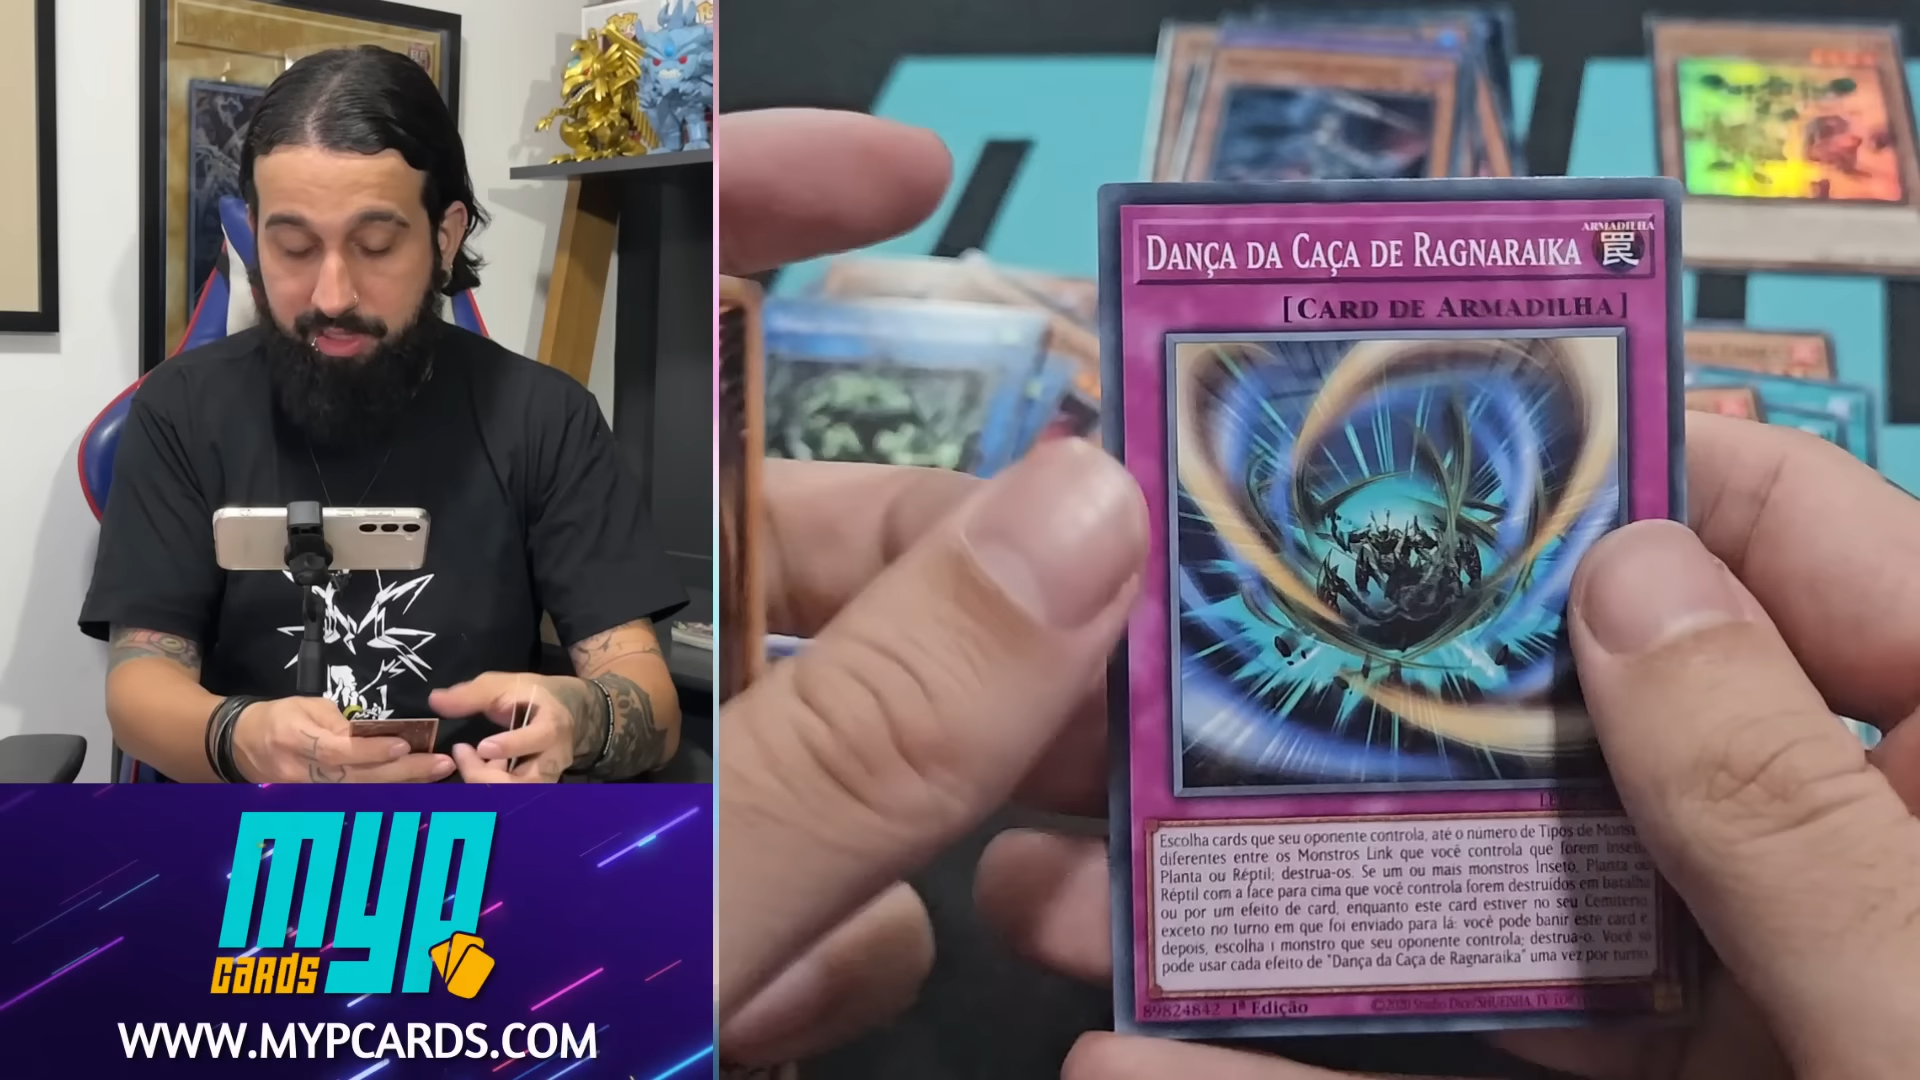 ARMADILHA
DANÇA DA CAÇA DE RAGNARAIKA
[CARD DE ARMADILHA]
Escolha cards que seu oponente controla, até o número de Tipos de
diferentes entre os Monstros Link que você controla que forem
Planta ou Réptil; destrua-os. Se um ou mais monstros Inseto, Planta ou
Réptil com a face para cima que você controla forem destruídos em batalha
ou por um efeito de card, enquanto este card estiver no seu Cemitério,
exceto no turno em que foi enviado para lá: você pode banir este card e,
depois, escolha 1 monstro que seu oponente controla; destrua-o. Você só
pode usar cada efeito de "Dança da Caça de Ragnaraika" uma vez por turno.
89824842 1ª Edição ©2020 Studio Dice/SHUEISHA, TV
MYP
CARDS
WWW.MYPCARDS.COM